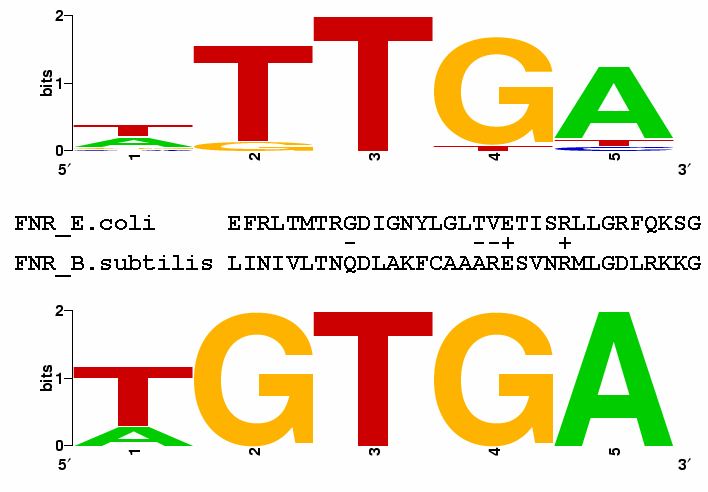 2
bits
1
0
T A T G T G T A T C
5′ 1 2 3 4 5 3′
FNR_E.coli EFRLTMTRGDIGNYLGLTVETISRLLGRFQKSG
- --+ +
FNR_B.subtilis LINIVLTNQDLAKFCAAARESVNRMLGDLRKKG
2
bits
1
0
T A G T G A
5′ 1 2 3 4 5 3′